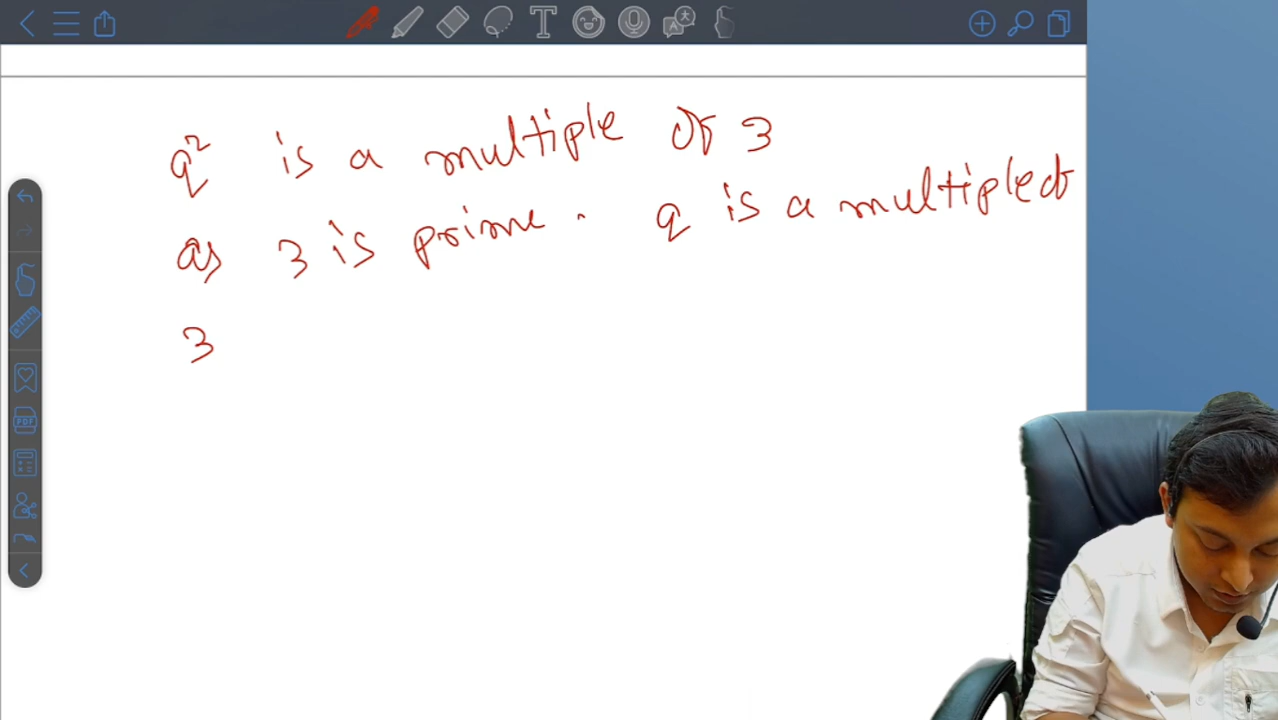 q² is a multiple of 3
as 3 is prime. q is a multiple of
3